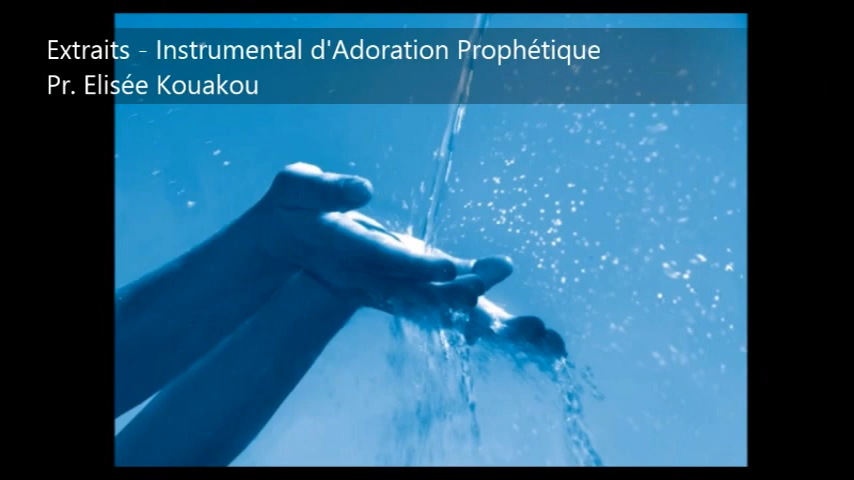 Extraits - Instrumental d'Adoration Prophétique
Pr. Elisée Kouakou